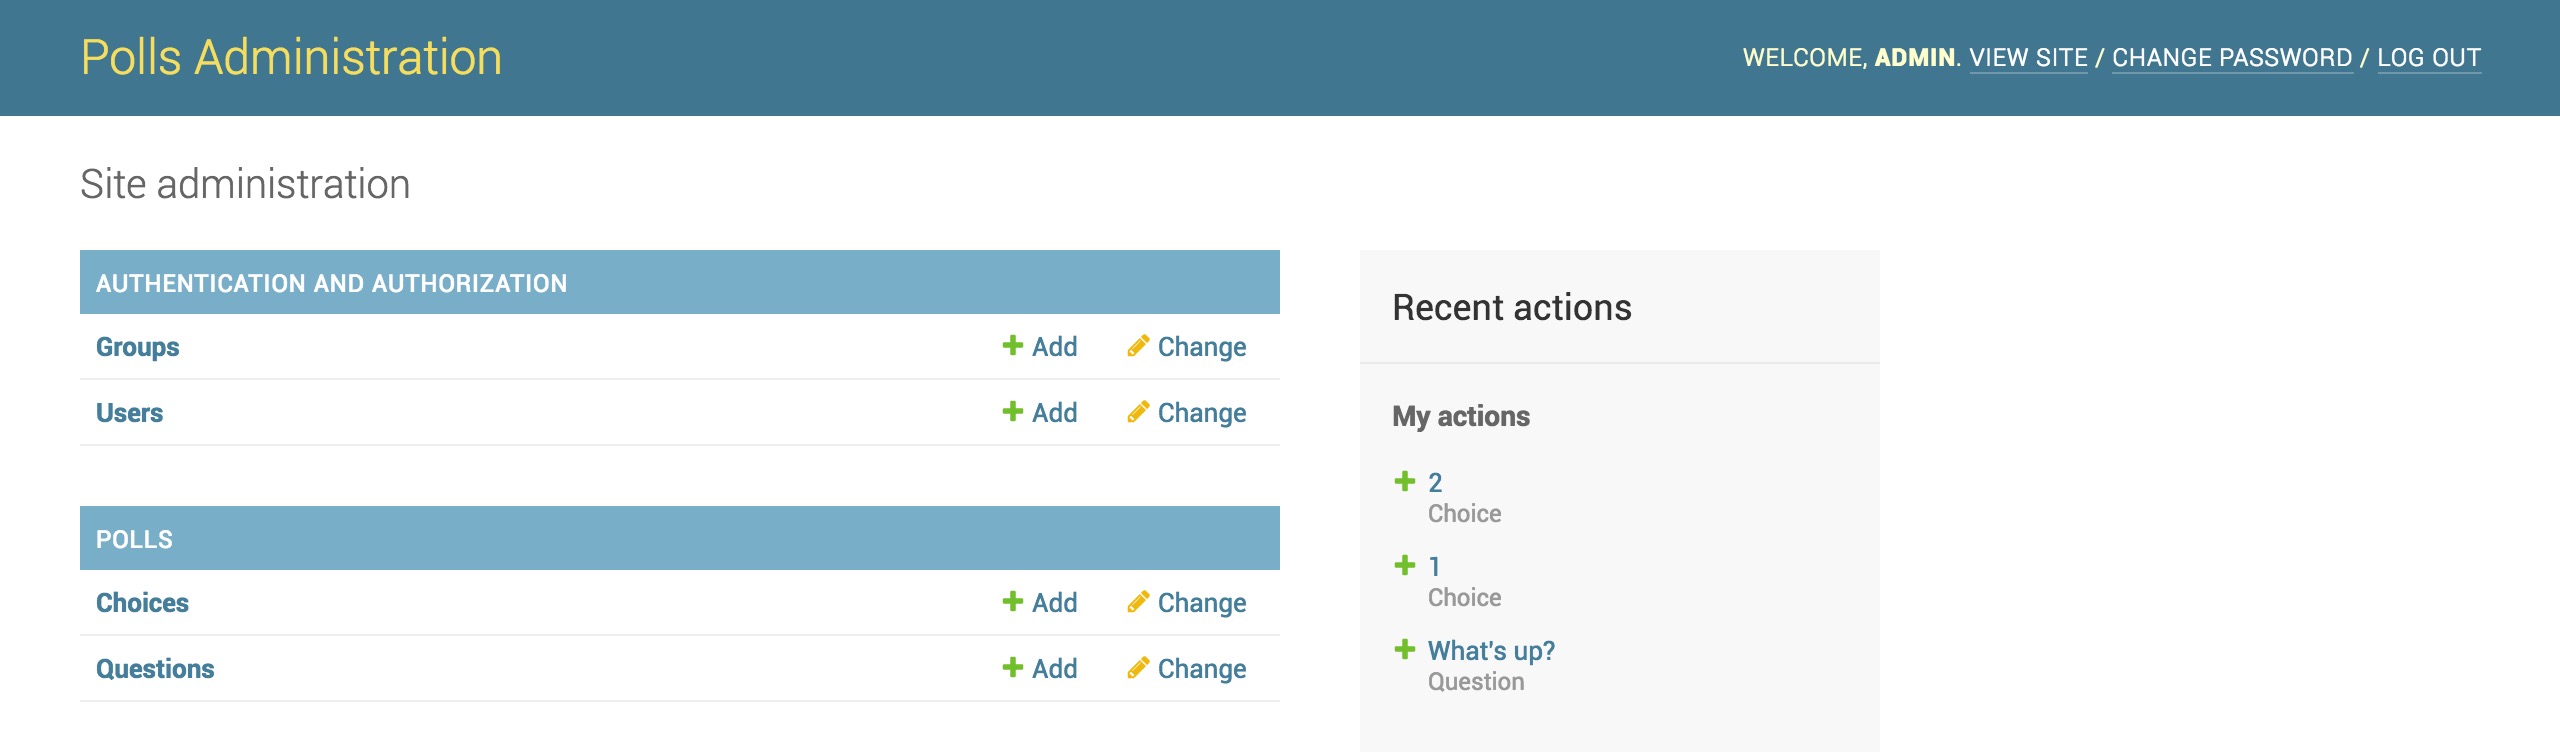 Polls Administration
WELCOME, ADMIN. VIEW SITE / CHANGE PASSWORD / LOG OUT
Site administration
AUTHENTICATION AND AUTHORIZATION
Groups Add Change
Users Add Change
POLLS
Choices Add Change
Questions Add Change
Recent actions
My actions
2
Choice
1
Choice
What's up?
Question